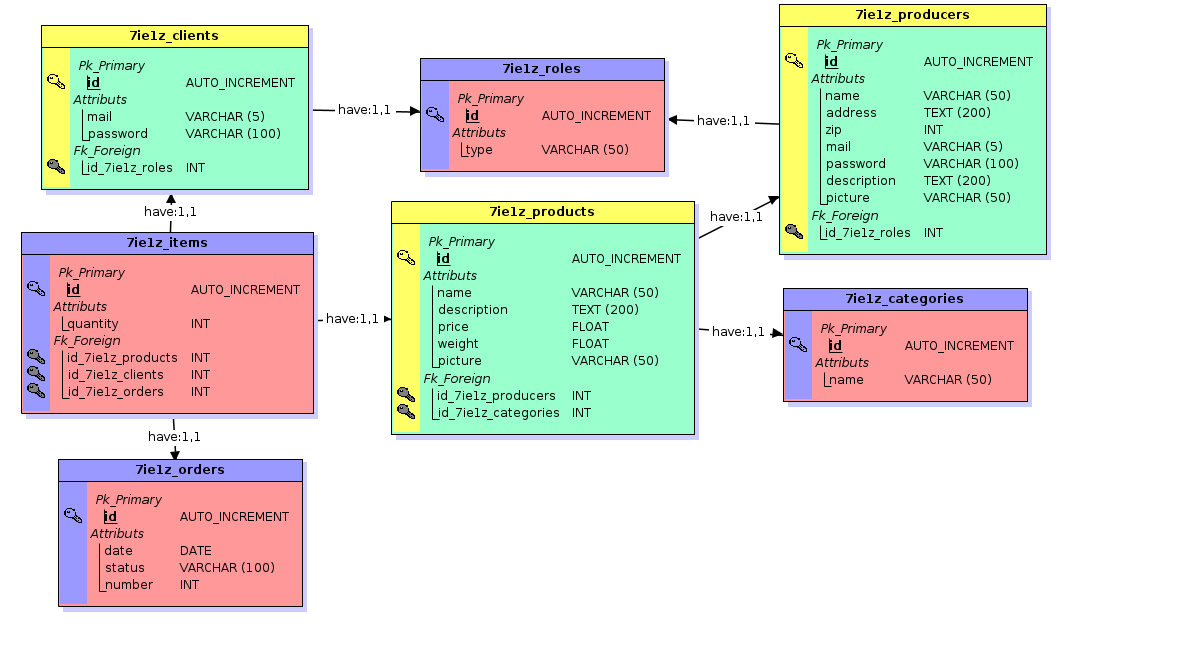 7ie1z_clients
Pk_Primary
id AUTO_INCREMENT
Attributs
mail VARCHAR (5)
password VARCHAR (100)
Fk_Foreign
id_7ie1z_roles INT
have:1,1
7ie1z_roles
Pk_Primary
id AUTO_INCREMENT
Attributs
type VARCHAR (50)
have:1,1
7ie1z_producers
Pk_Primary
id AUTO_INCREMENT
Attributs
name VARCHAR (50)
address TEXT (200)
zip INT
mail VARCHAR (5)
password VARCHAR (100)
description TEXT (200)
picture VARCHAR (50)
Fk_Foreign
id_7ie1z_roles INT
have:1,1
7ie1z_items
Pk_Primary
id AUTO_INCREMENT
Attributs
quantity INT
Fk_Foreign
id_7ie1z_products INT
id_7ie1z_clients INT
id_7ie1z_orders INT
have:1,1
7ie1z_products
Pk_Primary
id AUTO_INCREMENT
Attributs
name VARCHAR (50)
description TEXT (200)
price FLOAT
weight FLOAT
picture VARCHAR (50)
Fk_Foreign
id_7ie1z_producers INT
id_7ie1z_categories INT
have:1,1
have:1,1
7ie1z_categories
Pk_Primary
id AUTO_INCREMENT
Attributs
name VARCHAR (50)
have:1,1
7ie1z_orders
Pk_Primary
id AUTO_INCREMENT
Attributs
date DATE
status VARCHAR (100)
number INT